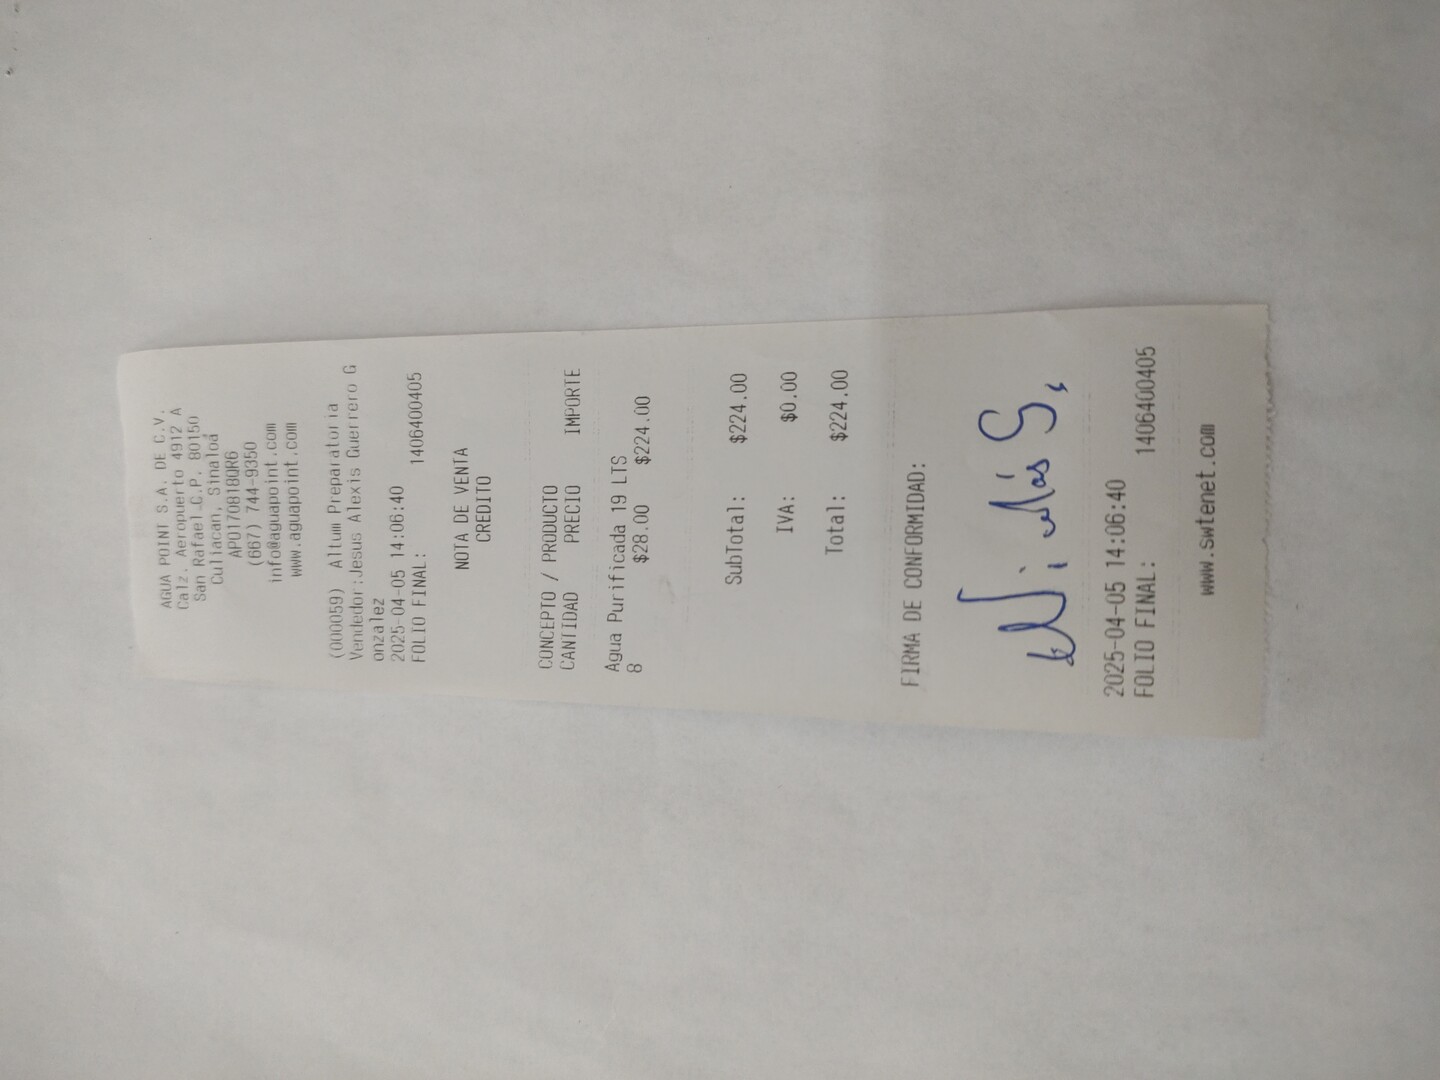 AGUA POINT S.A. DE C.V.
Calz. Aeropuerto 4912 A
San Rafael C.P. 80150
Culiacan, Sinaloa
APO170818QR6
(667) 744-9350
info@aguapoint.com
www.aguapoint.com
(000059) Altum Preparatoria
Vendedor:Jesus Alexis Guerrero G
onzalez
2025-04-05 14:06:40
FOLIO FINAL: 1406400405
NOTA DE VENTA
CREDITO
CONCEPTO / PRODUCTO
CANTIDAD PRECIO IMPORTE
Agua Purificada 19 LTS
8 $28.00 $224.00
SubTotal: $224.00
IVA: $0.00
Total: $224.00
FIRMA DE CONFORMIDAD:
2025-04-05 14:06:40
FOLIO FINAL: 1406400405
www.swtenet.com